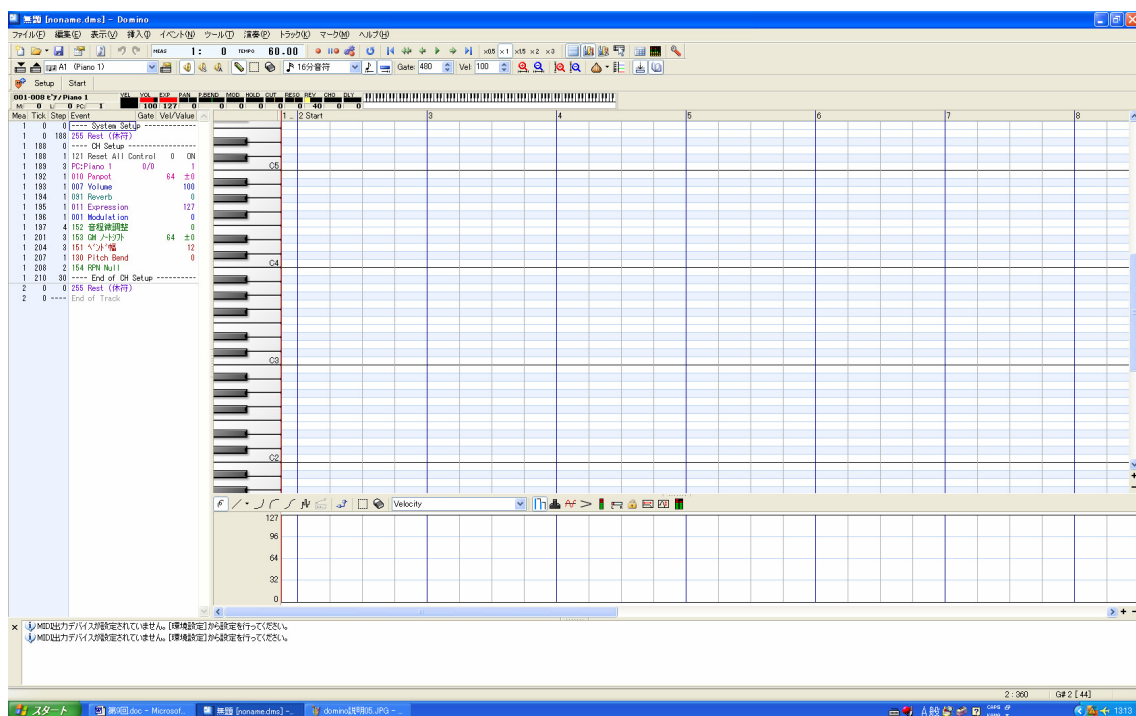 無題 [noname.dms] - Domino
ファイル(F) 編集(E) 表示(V) 挿入(I) イベント(N) ツール(T) 演奏(P) トラック(K) マーク(M) ヘルプ(H)
MEAS 1: 0 TEMPO 60.00 ×0.5 ×1 ×1.5 ×2 ×3
A1 (Piano 1) 16分音符 Gate: 480 Vel: 100
Setup Start
001-008 ピアノ/Piano 1 VEL VOL EXP PAN P.BEND MOD HOLD CUT RESO REV CHO DLY
M: 0 L: 0 PC: 1 100 127 0 0 0 0 0 0 40 0 0
Mea Tick Step Event Gate Vel/Value
1 0 0 ---- System Setup ----
1 0 188 255 Rest (休符)
1 188 0 ---- CH Setup ----
1 188 1 121 Reset All Control 0 ON
1 189 3 PC:Piano 1 0/0 1
1 192 1 010 Panpot 64 ±0
1 193 1 007 Volume 100
1 194 1 091 Reverb 0
1 195 1 011 Expression 127
1 196 1 001 Modulation 0
1 197 4 152 音程微調整 0
1 201 3 153 GM ノートシフト 64 ±0
1 204 3 151 ベンド幅 12
1 207 1 130 Pitch Bend 0
1 208 2 154 RPN Null
1 210 30 ---- End of CH Setup ----
2 0 0 255 Rest (休符)
2 0 ---- End of Track
1 2 Start 3 4 5 6 7 8
C5
C4
C3
C2
Velocity
127
96
64
32
0
MIDI出力デバイスが設定されていません。[環境設定]から設定を行ってください。
MIDI出力デバイスが設定されていません。[環境設定]から設定を行ってください。
2 : 360 G# 2 [ 44 ]
スタート 第9回.doc - Microsof... 無題 [noname.dms] -... domino説明05.JPG - ... A 般 CAPS 13:13